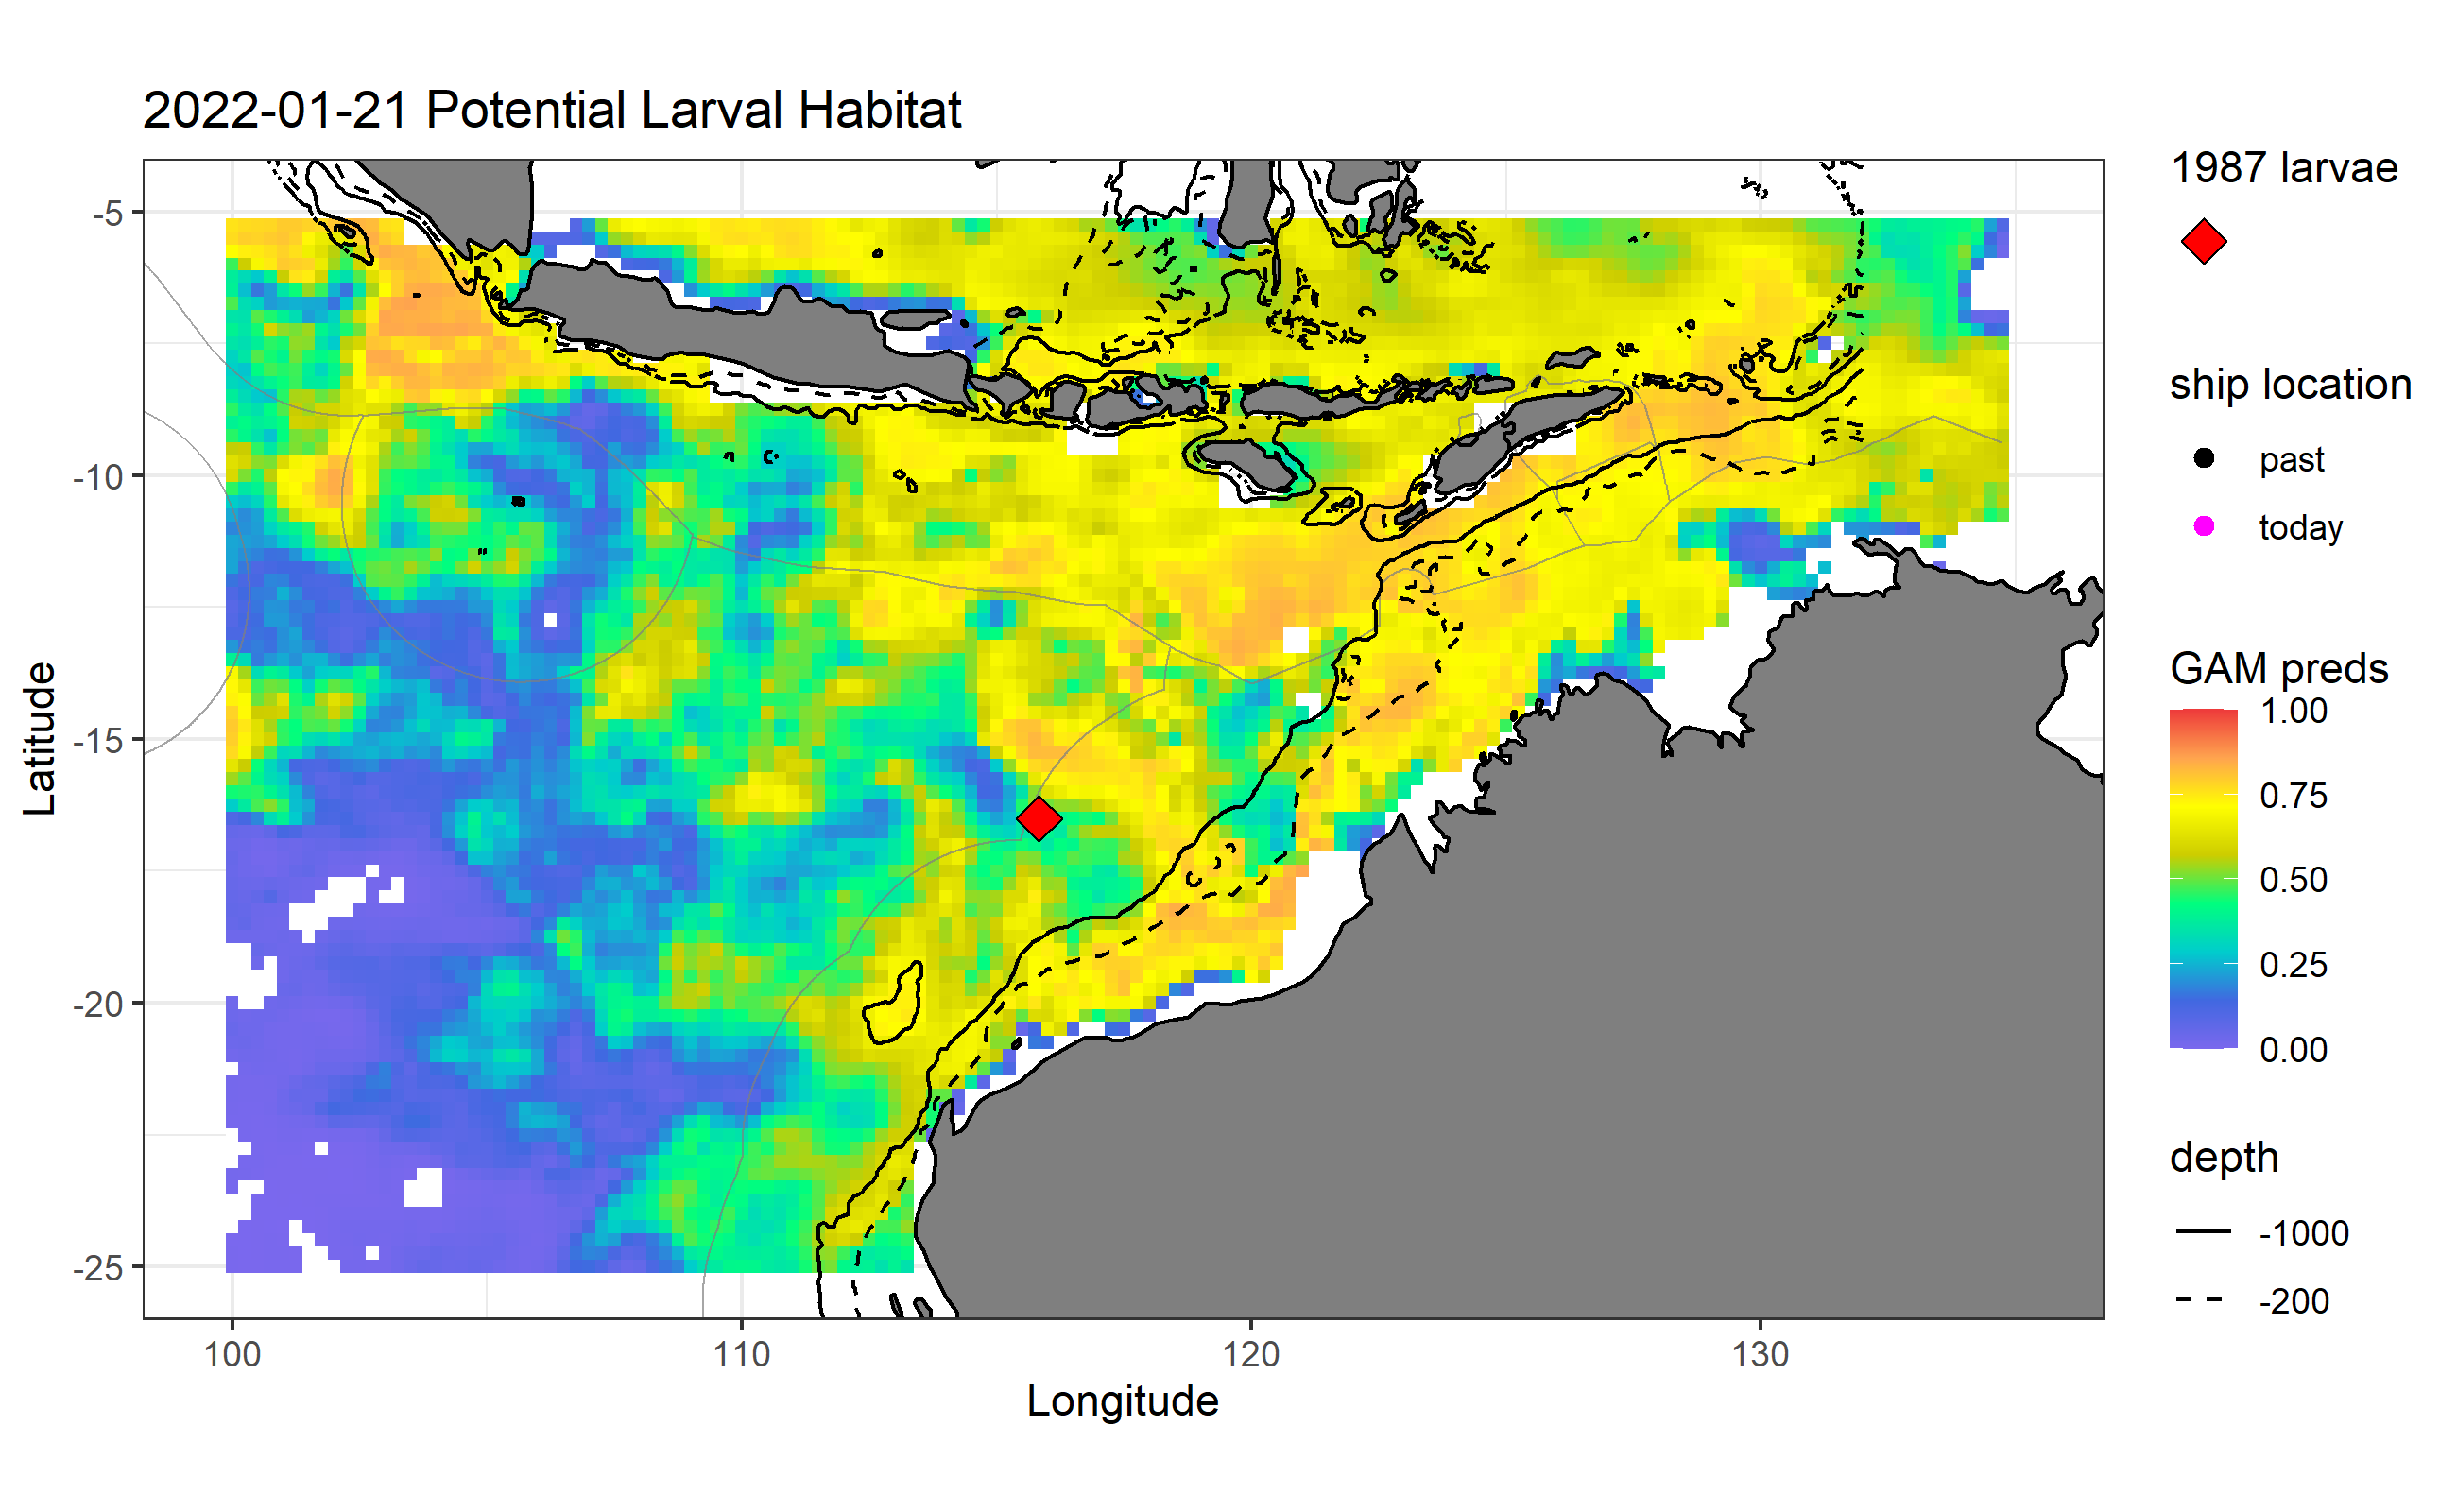 2022-01-21 Potential Larval Habitat
-5
-10
-15
-20
-25
Latitude
100
110
120
130
Longitude
1987 larvae
ship location
past
today
GAM preds
1.00
0.75
0.50
0.25
0.00
depth
-1000
-200